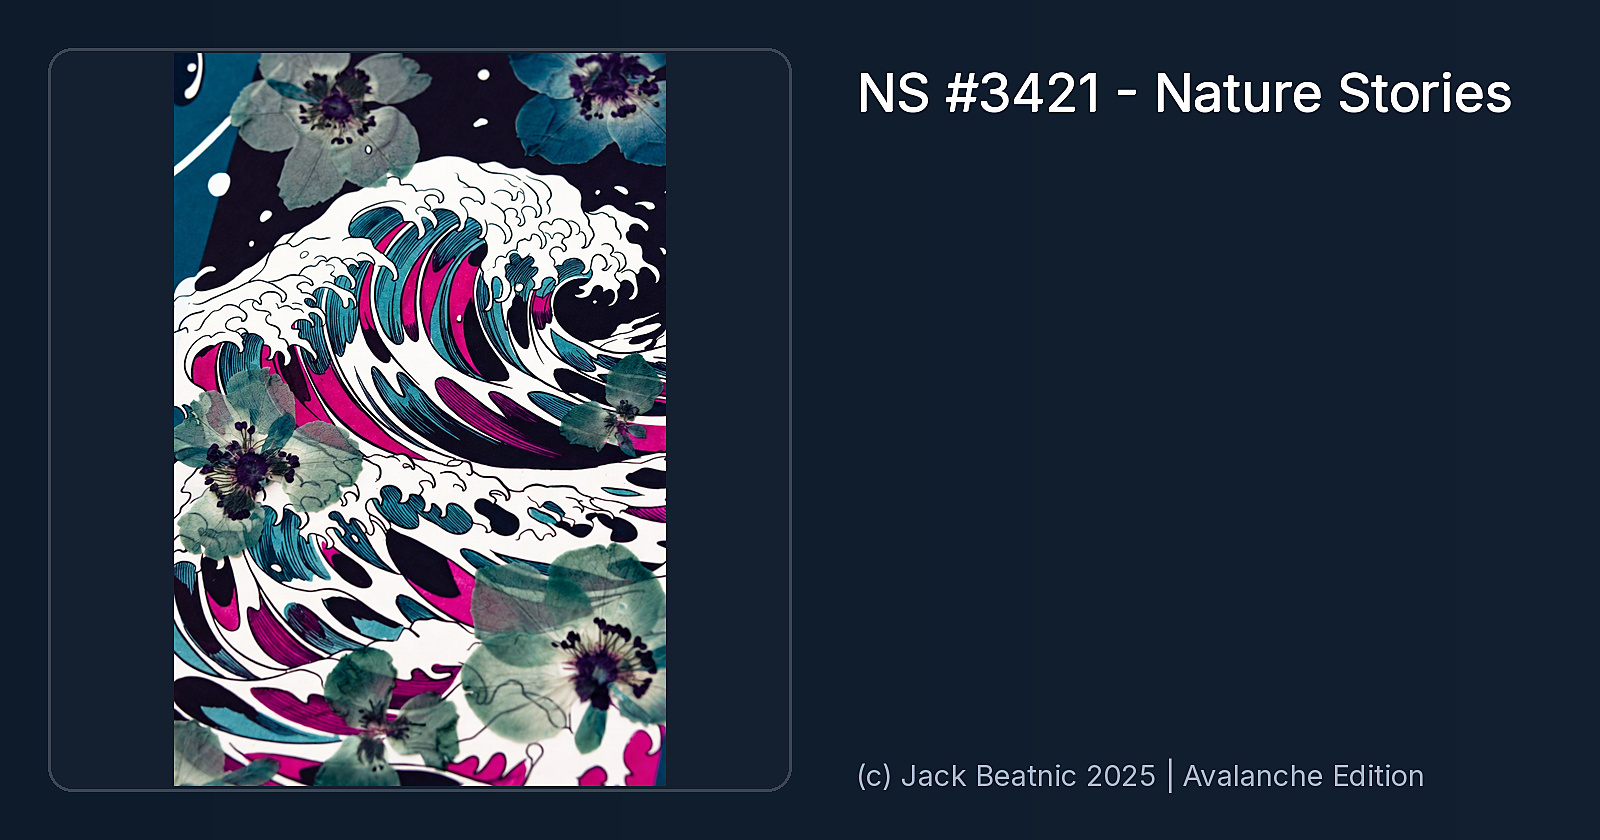 NS #3421 - Nature Stories
(c) Jack Beatnic 2025 | Avalanche Edition